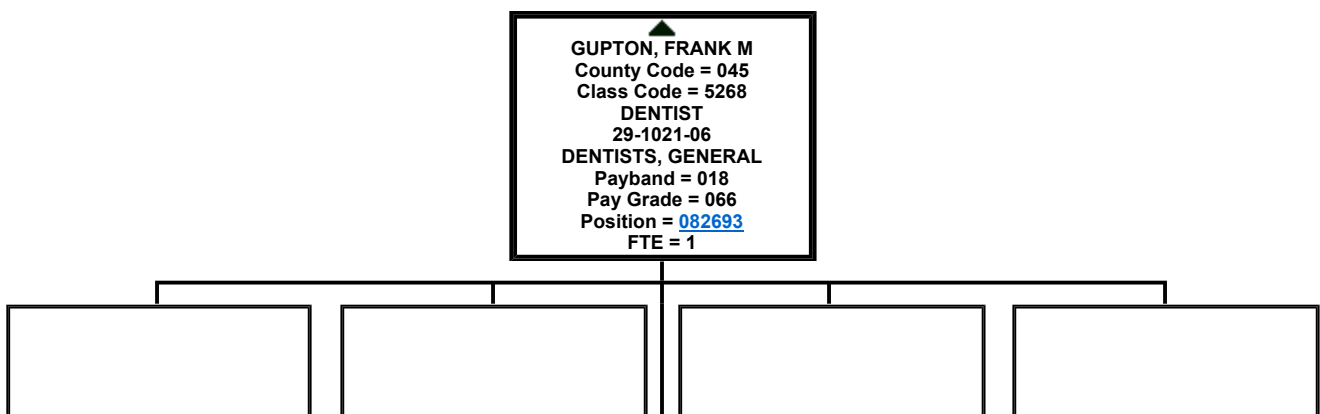 GUPTON, FRANK M
County Code = 045
Class Code = 5268
DENTIST
29-1021-06
DENTISTS, GENERAL
Payband = 018
Pay Grade = 066
Position = 082693
FTE = 1